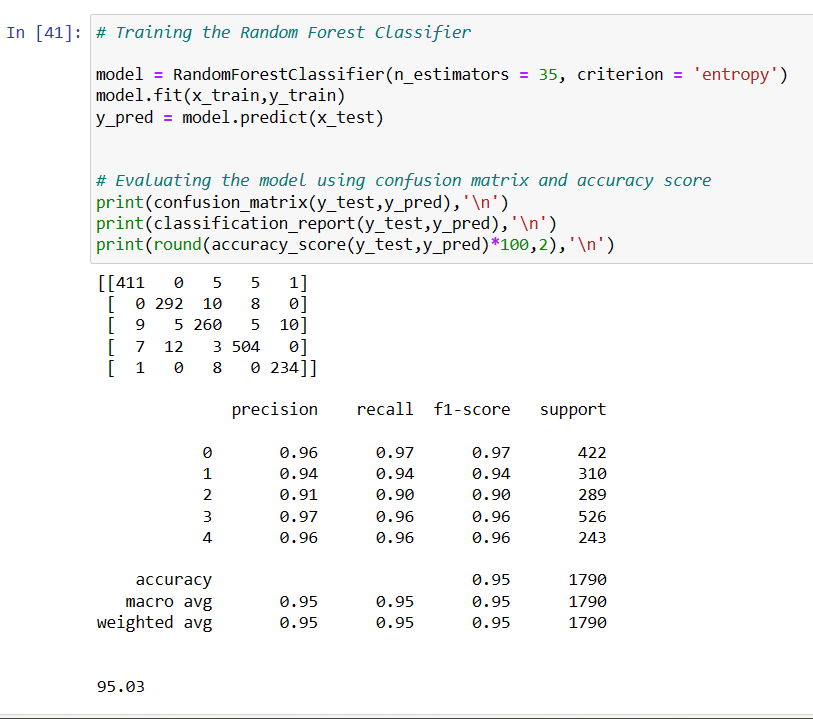 In [41]: # Training the Random Forest Classifier
model = RandomForestClassifier(n_estimators = 35, criterion = 'entropy')
model.fit(x_train,y_train)
y_pred = model.predict(x_test)
# Evaluating the model using confusion matrix and accuracy score
print(confusion_matrix(y_test,y_pred),'\n')
print(classification_report(y_test,y_pred),'\n')
print(round(accuracy_score(y_test,y_pred)*100,2),'\n')
[[411   0   5   5   1]
 [  0 292  10   8   0]
 [  9   5 260   5  10]
 [  7  12   3 504   0]
 [  1   0   8   0 234]]
              precision    recall  f1-score   support
           0       0.96      0.97      0.97       422
           1       0.94      0.94      0.94       310
           2       0.91      0.90      0.90       289
           3       0.97      0.96      0.96       526
           4       0.96      0.96      0.96       243
    accuracy                           0.95      1790
   macro avg       0.95      0.95      0.95      1790
weighted avg       0.95      0.95      0.95      1790
95.03